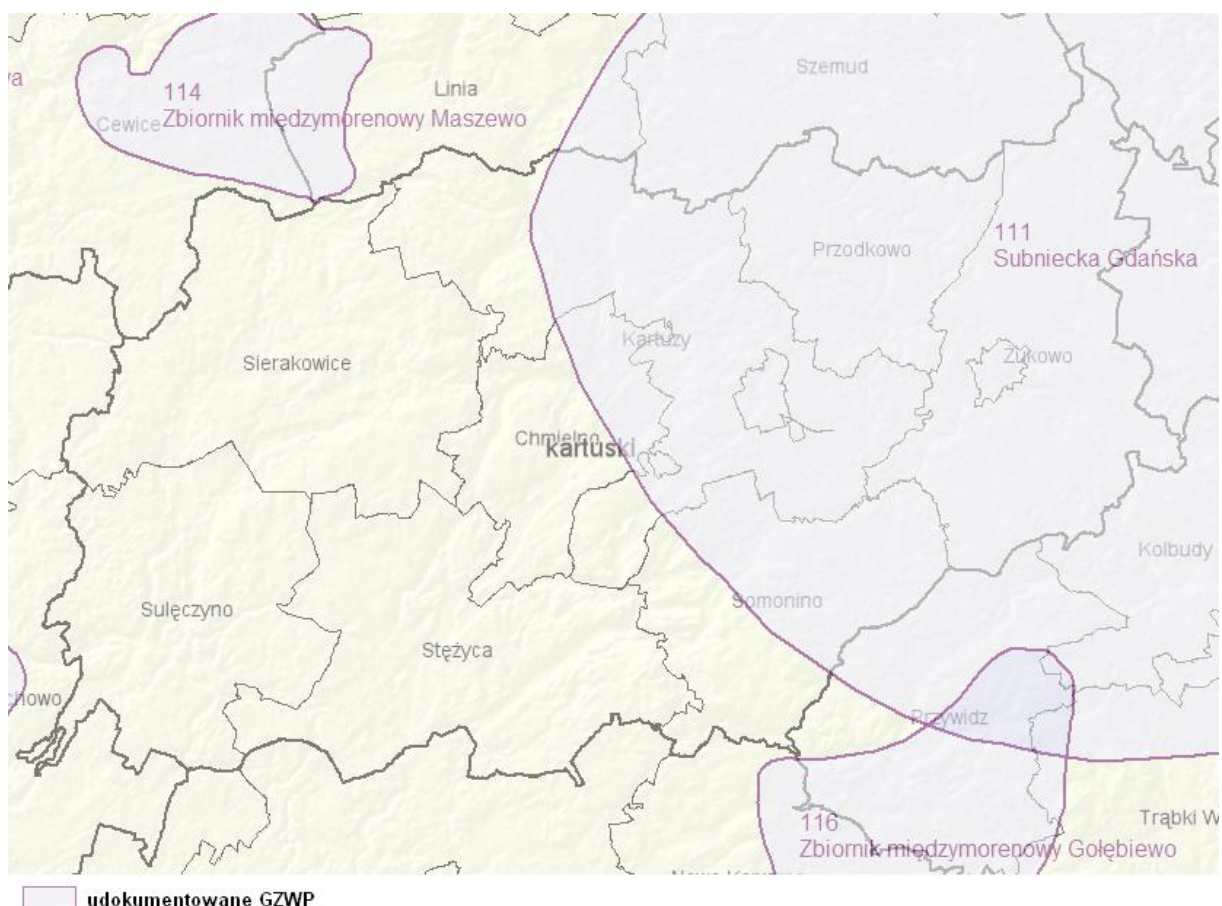 Szemud
114
Linia
Cewice
Zbiornik międzymorenowy Maszewo
111
Przodkowo
Subniecka Gdańska
Kartuzy
Żukowo
Sierakowice
Chmielno
kartuski
Kolbudy
Somonino
Sulęczyno
Stężyca
Przywidz
116
Trąbki W
Zbiornik międzymorenowy Gołębiewo
udokumentowane GZWP